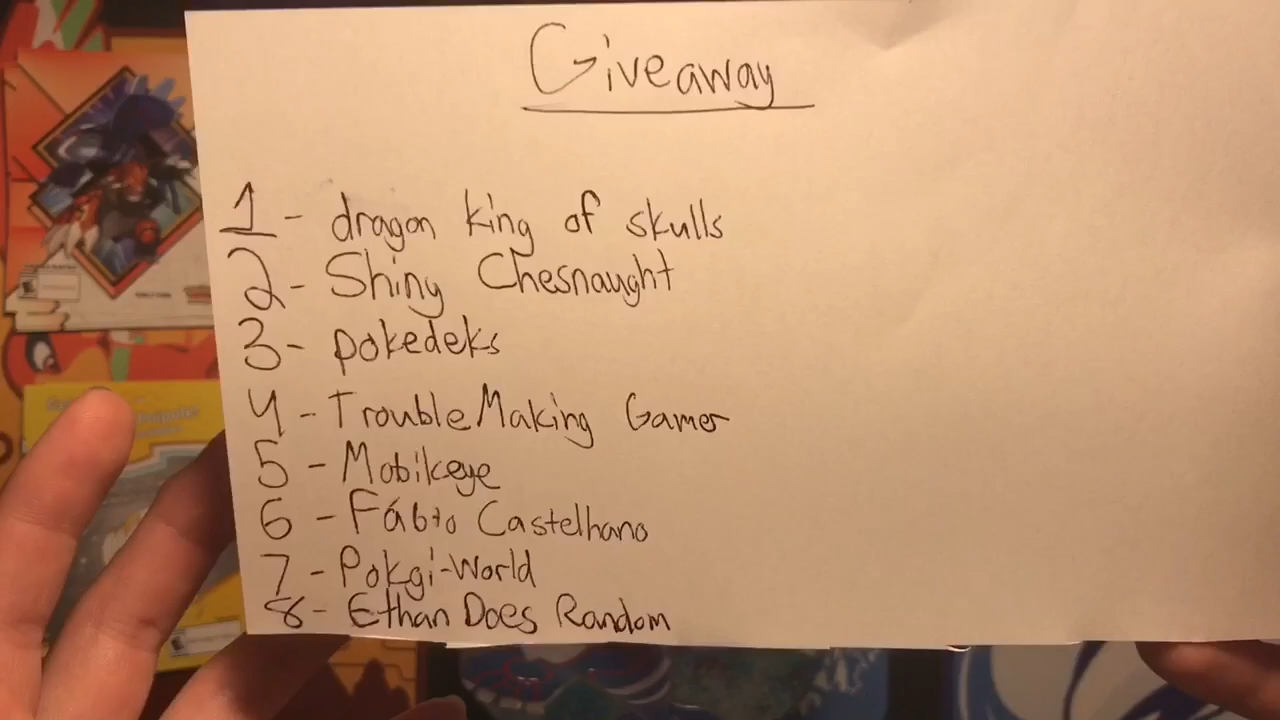 Giveaway
1 - dragon king of skulls
2 - Shiny Chesnaught
3 - pokedeks
4 - TroubleMaking Gamer
5 - Mobikeye
6 - Fábio Castelhano
7 - Pokgi-World
8 - Ethan Does Random